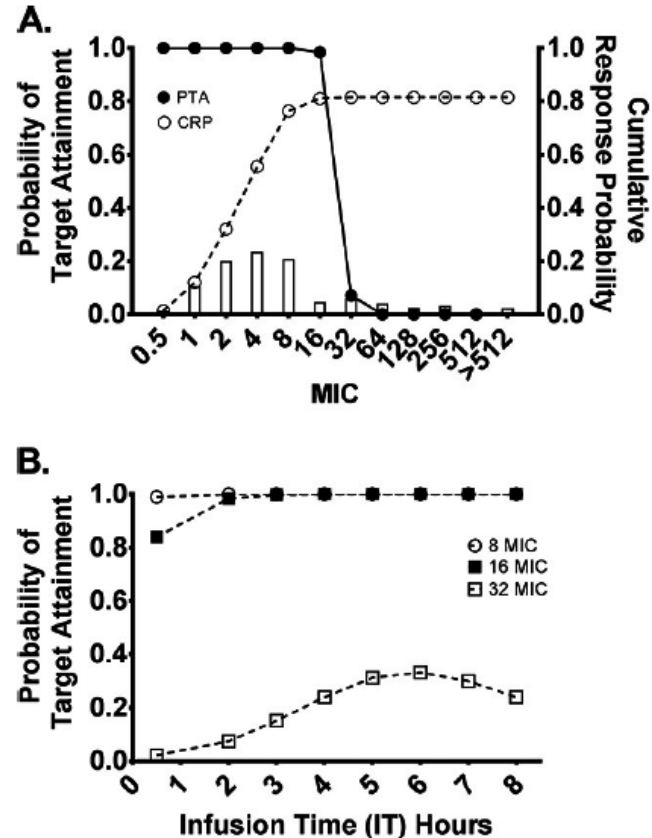 A.
Probability of
Target Attainment
1.0
0.8
0.6
0.4
0.2
0.0
PTA
CRP
1.0
0.8
0.6
0.4
0.2
0.0
Cumulative
Response Probability
0.5
1
2
4
8
16
32
64
128
256
512
>512
MIC
B.
Probability of
Target Attainment
1.0
0.8
0.6
0.4
0.2
0.0
8 MIC
16 MIC
32 MIC
0
1
2
3
4
5
6
7
8
Infusion Time (IT) Hours